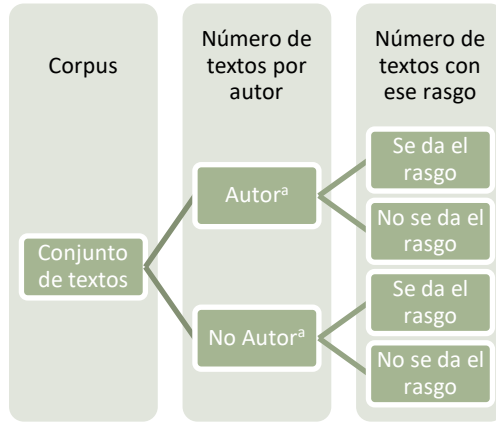 Corpus
Número de
textos por
autor
Número de
textos con
ese rasgo
Conjunto
de textos
Autorª
No Autorª
Se da el
rasgo
No se da el
rasgo
Se da el
rasgo
No se da el
rasgo